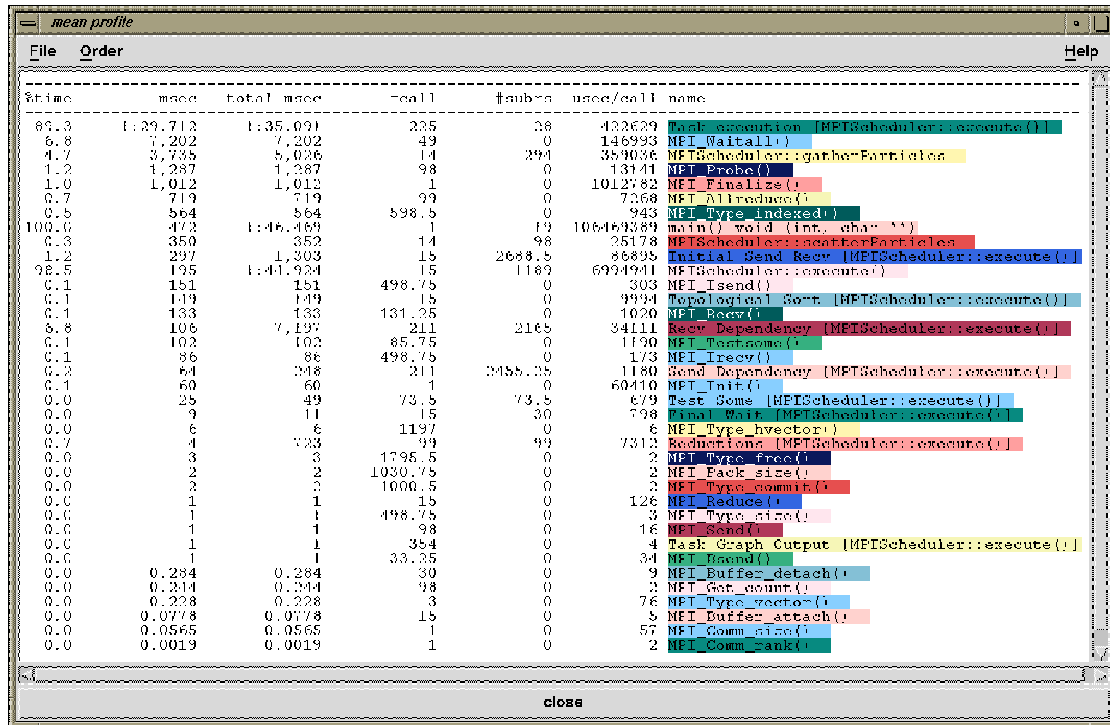 mean profile
File Order Help
%time msec total msec #call #subrs usec/call name
89.3 1:29.712 1:35.091 225 28 422629 Task execution [MPIScheduler::execute()]
6.8 7,202 7,202 49 0 146993 MPI_Waitall()
4.7 3,735 5,026 14 294 359036 MPIScheduler::gatherParticles
1.2 1,287 1,287 98 0 13141 MPI_Probe()
1.0 1,012 1,012 1 0 1012782 MPI_Finalize()
0.7 719 719 99 0 7268 MPI_Allreduce()
0.5 564 564 598.5 0 943 MPI_Type_indexed()
100.0 472 1:46.469 1 19 106469389 main() void (int, char **)
0.3 350 352 14 98 25178 MPIScheduler::scatterParticles
1.2 297 1,303 15 2688.5 86895 Initial Send Recv [MPIScheduler::execute()]
98.5 195 1:44.924 15 1189 6994941 MPIScheduler::execute()
0.1 151 151 498.75 0 303 MPI_Isend()
0.1 149 149 15 0 9994 Topological Sort [MPIScheduler::execute()]
0.1 133 133 131.25 0 1020 MPI_Recv()
6.8 106 7,197 211 2165 34111 Recv Dependency [MPIScheduler::execute()]
0.1 102 102 85.75 0 1190 MPI_Testsome()
0.1 86 86 498.75 0 173 MPI_Irecv()
0.2 64 248 211 2455.25 1180 Send Dependency [MPIScheduler::execute()]
0.1 60 60 1 0 60410 MPI_Init()
0.0 25 49 73.5 73.5 679 Test Some [MPIScheduler::execute()]
0.0 9 11 15 30 798 Final Wait [MPIScheduler::execute()]
0.0 6 6 1197 0 6 MPI_Type_hvector()
0.7 4 723 99 99 7312 Reductions [MPIScheduler::execute()]
0.0 3 3 1795.5 0 2 MPI_Type_free()
0.0 2 2 1030.75 0 2 MPI_Pack_size()
0.0 2 2 1000.5 0 2 MPI_Type_commit()
0.0 1 1 15 0 126 MPI_Reduce()
0.0 1 1 498.75 0 3 MPI_Type_size()
0.0 1 1 98 0 16 MPI_Send()
0.0 1 1 354 0 4 Task Graph Output [MPIScheduler::execute()]
0.0 1 1 33.25 0 34 MPI_Bsend()
0.0 0.284 0.284 30 0 9 MPI_Buffer_detach()
0.0 0.244 0.244 98 0 2 MPI_Get_count()
0.0 0.228 0.228 3 0 76 MPI_Type_vector()
0.0 0.0778 0.0778 15 0 5 MPI_Buffer_attach()
0.0 0.0565 0.0565 1 0 57 MPI_Comm_size()
0.0 0.0019 0.0019 1 0 2 MPI_Comm_rank()
close